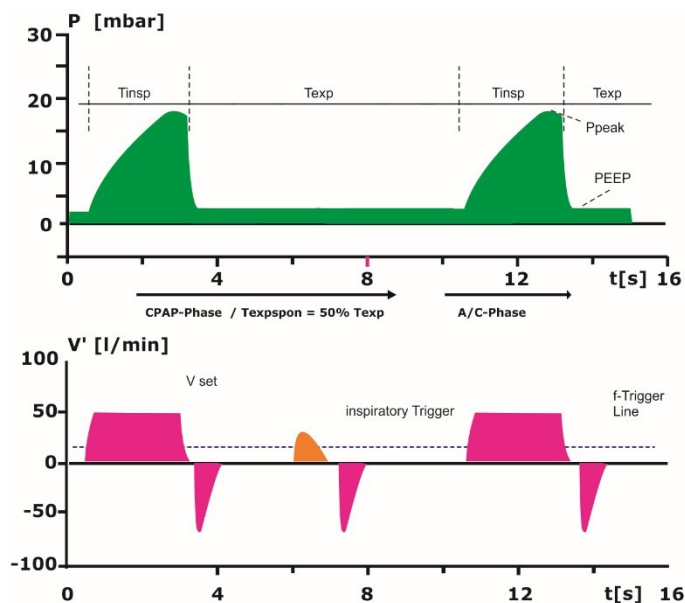 P [mbar]
30
Tinsp
Texp
Tinsp
Texp
20
Ppeak
10
PEEP
0
0
4
8
12
t[s]
16
CPAP-Phase / Texpspon = 50% Texp
A/C-Phase
V' [l/min]
100
V set
f-Trigger
Line
50
inspiratory Trigger
0
-50
-100
0
4
8
12
t[s]
16